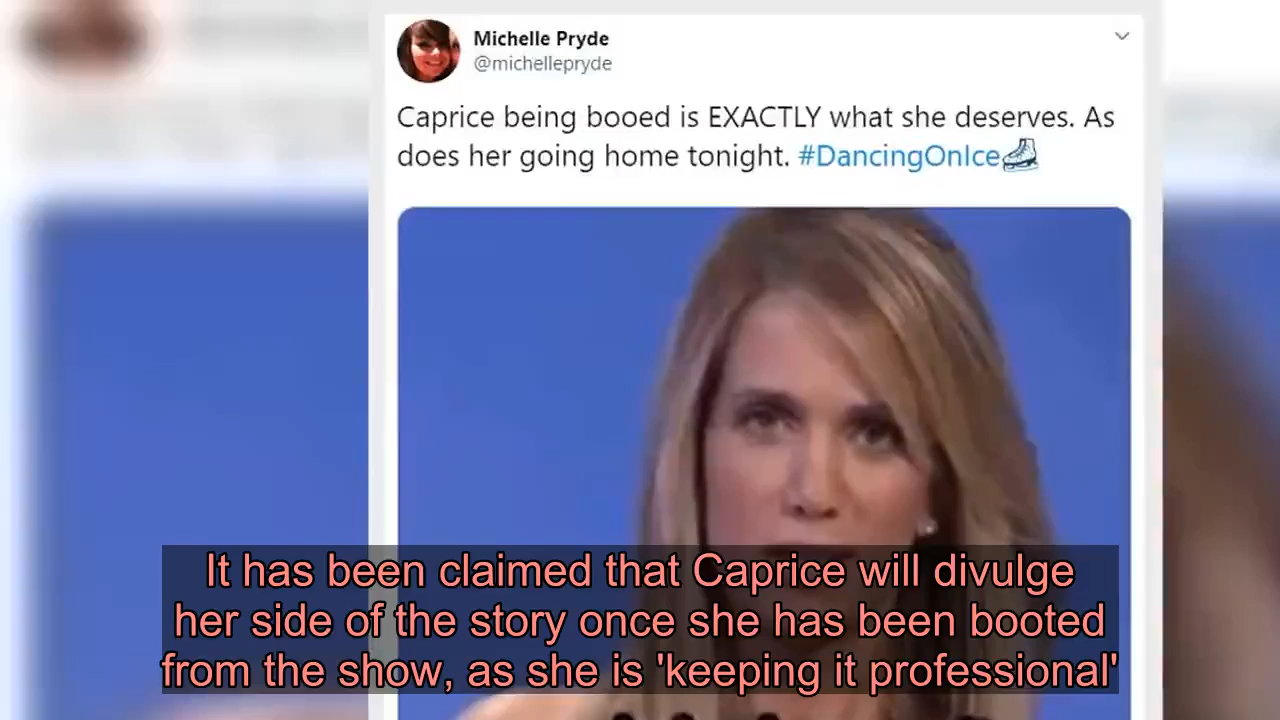 Michelle Pryde
@michellepryde
Caprice being booed is EXACTLY what she deserves. As
does her going home tonight. #DancingOnIce
It has been claimed that Caprice will divulge
her side of the story once she has been booted
from the show, as she is 'keeping it professional'